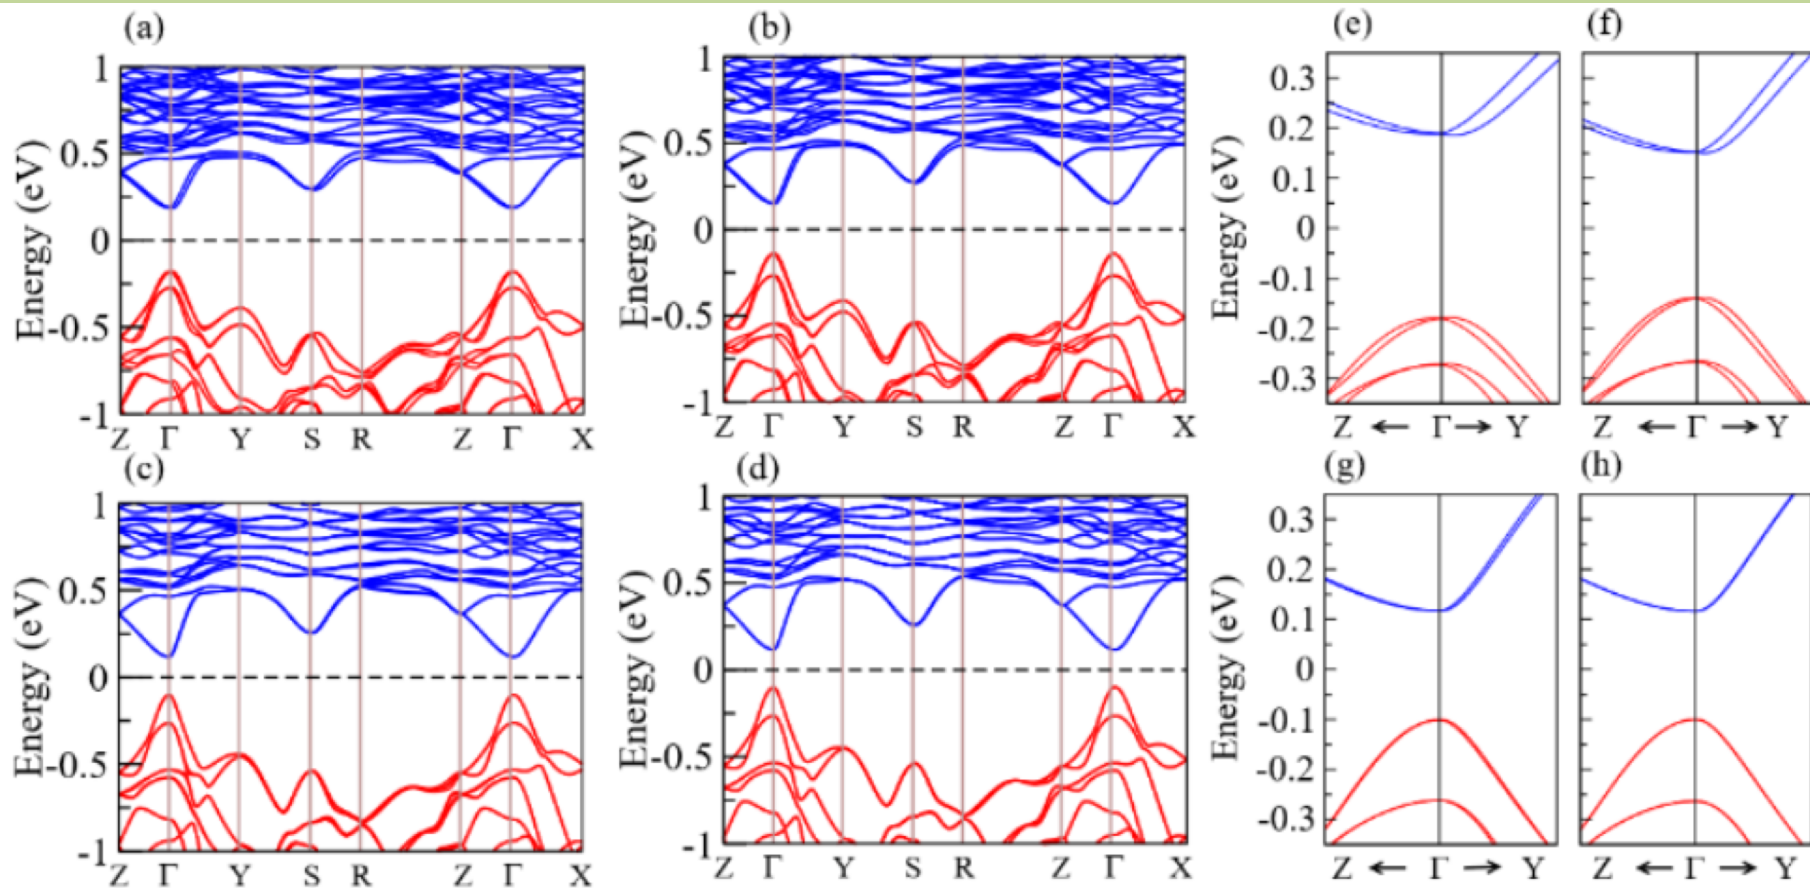 (a)
1
0.5
0
-0.5
-1
Energy (eV)
Z Γ Y S R Z Γ X
(b)
1
0.5
0
-0.5
-1
Energy (eV)
Z Γ Y S R Z Γ X
(e)
0.3
0.2
0.1
0
-0.1
-0.2
-0.3
Energy (eV)
Z ← Γ → Y
(f)
Z ← Γ → Y
(c)
1
0.5
0
-0.5
-1
Energy (eV)
Z Γ Y S R Z Γ X
(d)
1
0.5
0
-0.5
-1
Energy (eV)
Z Γ Y S R Z Γ X
(g)
0.3
0.2
0.1
0
-0.1
-0.2
-0.3
Energy (eV)
Z ← Γ → Y
(h)
Z ← Γ → Y